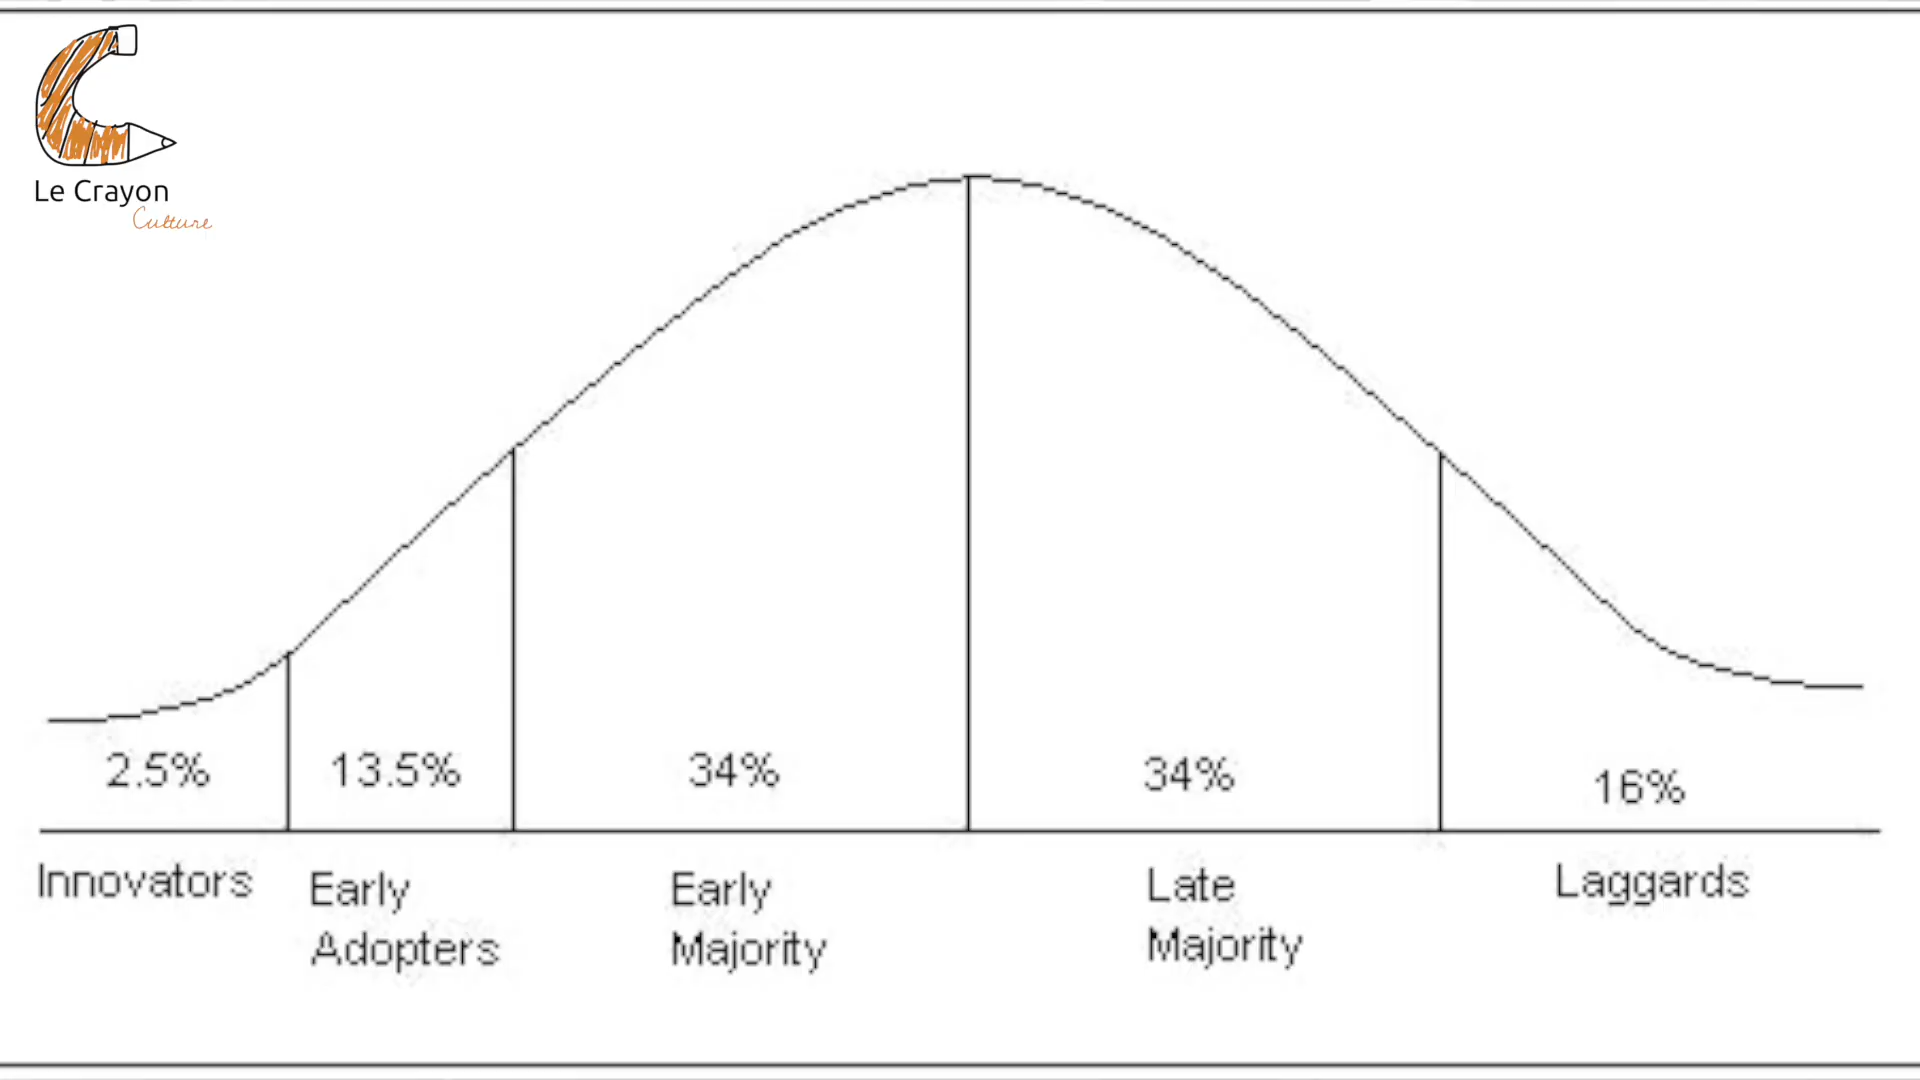 Le Crayon
Culture
2.5%
13.5%
34%
34%
16%
Innovators
Early
Adopters
Early
Majority
Late
Majority
Laggards